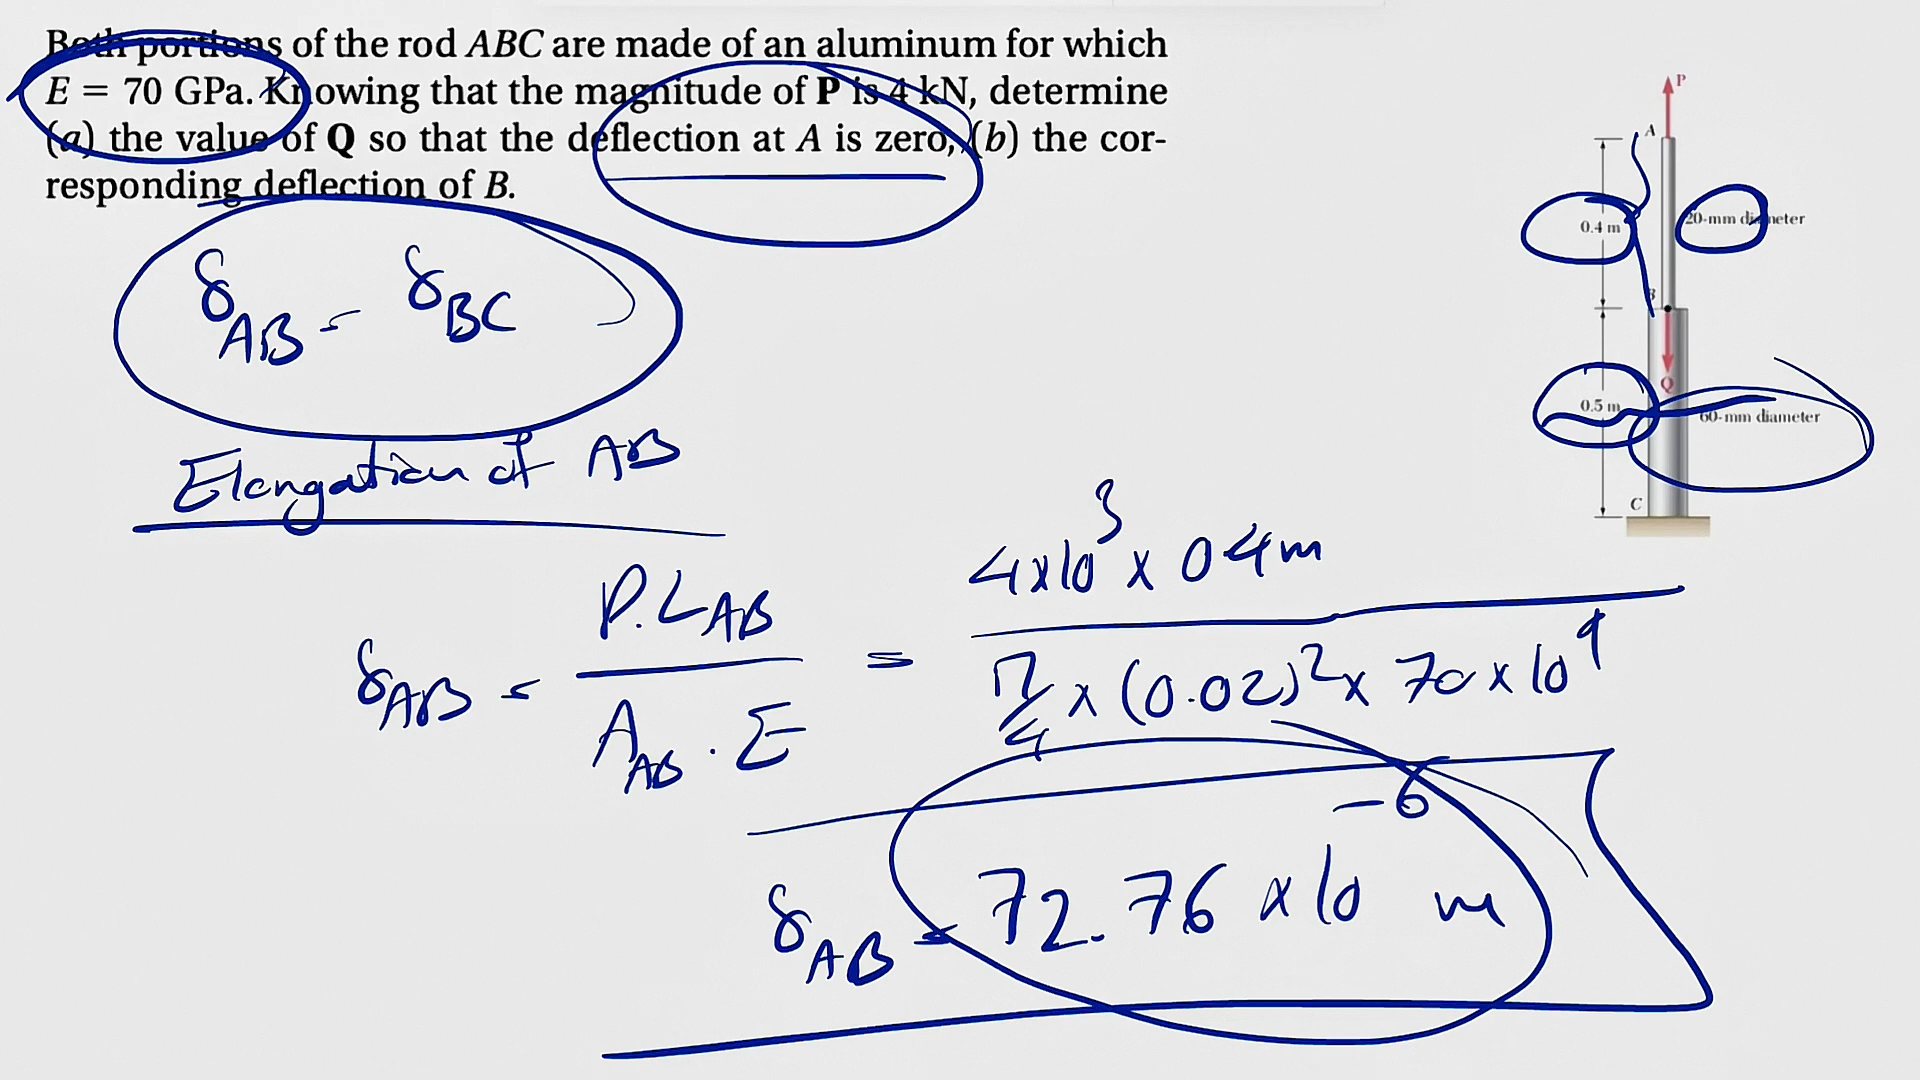 Both portions of the rod ABC are made of an aluminum for which
E = 70 GPa. Knowing that the magnitude of P is 4 kN, determine
(a) the value of Q so that the deflection at A is zero, (b) the cor-
responding deflection of B.
P
A
0.4 m
20-mm diameter
B
Q
0.5 m
60-mm diameter
C
δAB = δBC
Elongation of AB
δAB = P.LAB / AAB . E = 4x10³ x 0.4m / π/4 x (0.02)² x 70 x 10⁹
δAB = 72.76 x 10⁻⁶ m